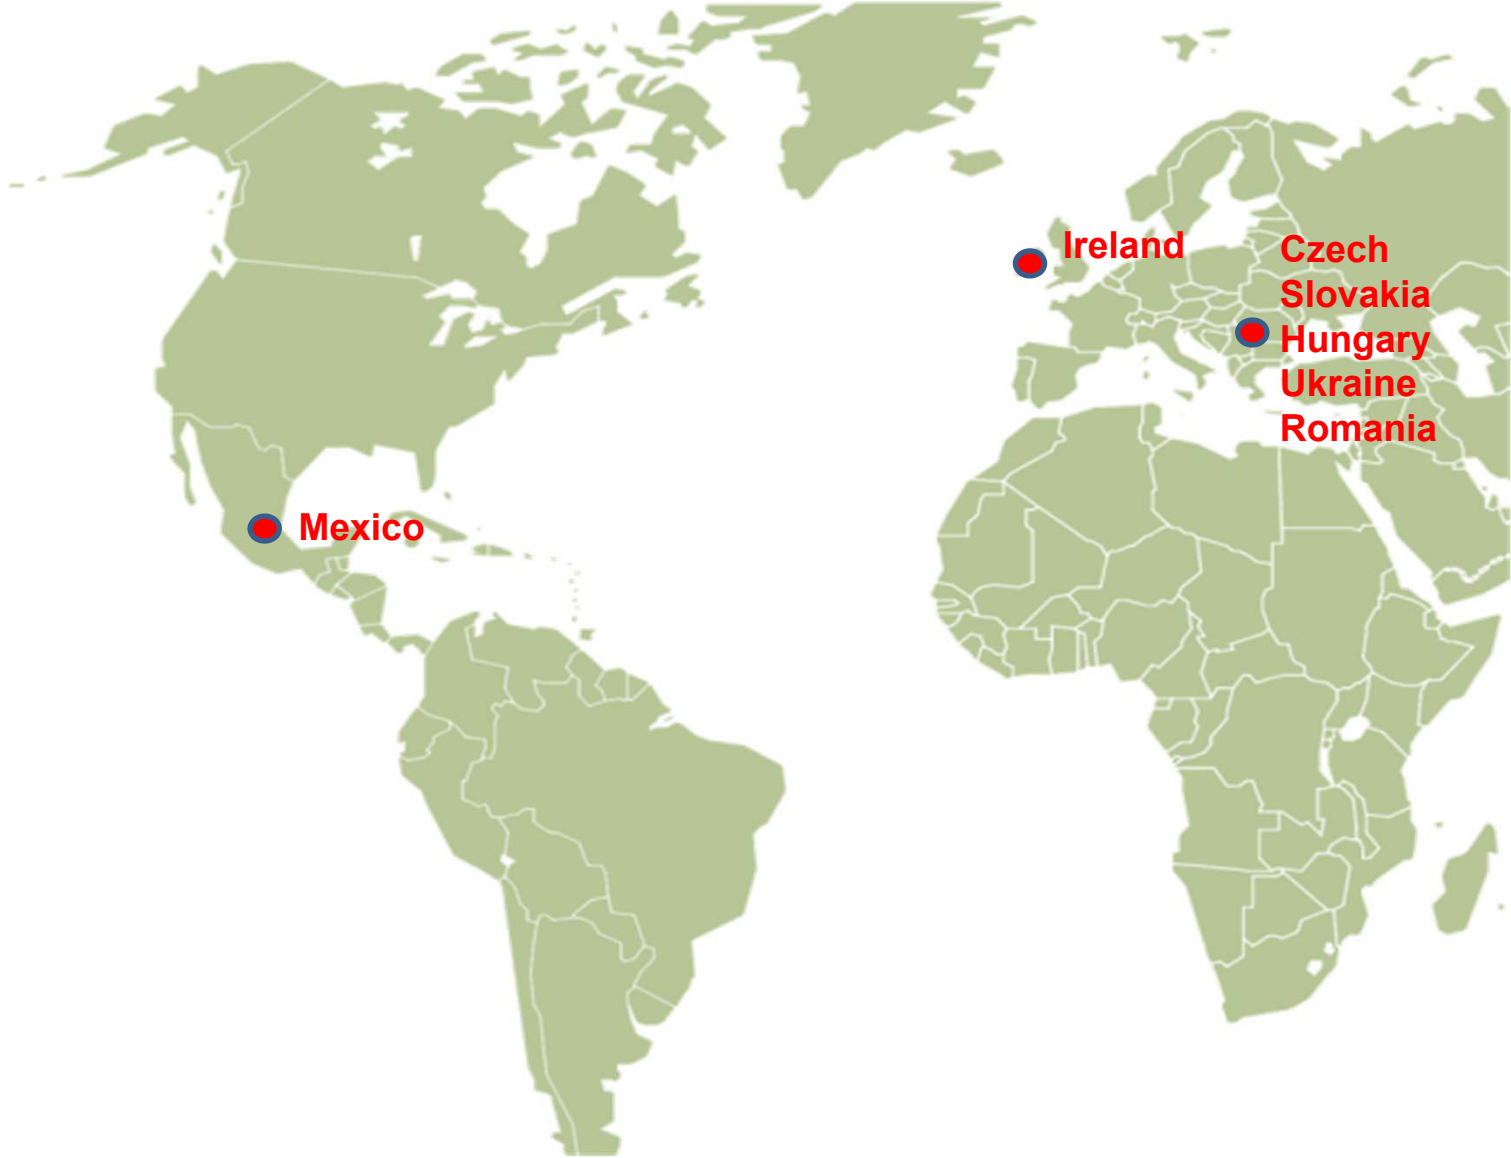 Ireland
Czech
Slovakia
Hungary
Ukraine
Romania
Mexico